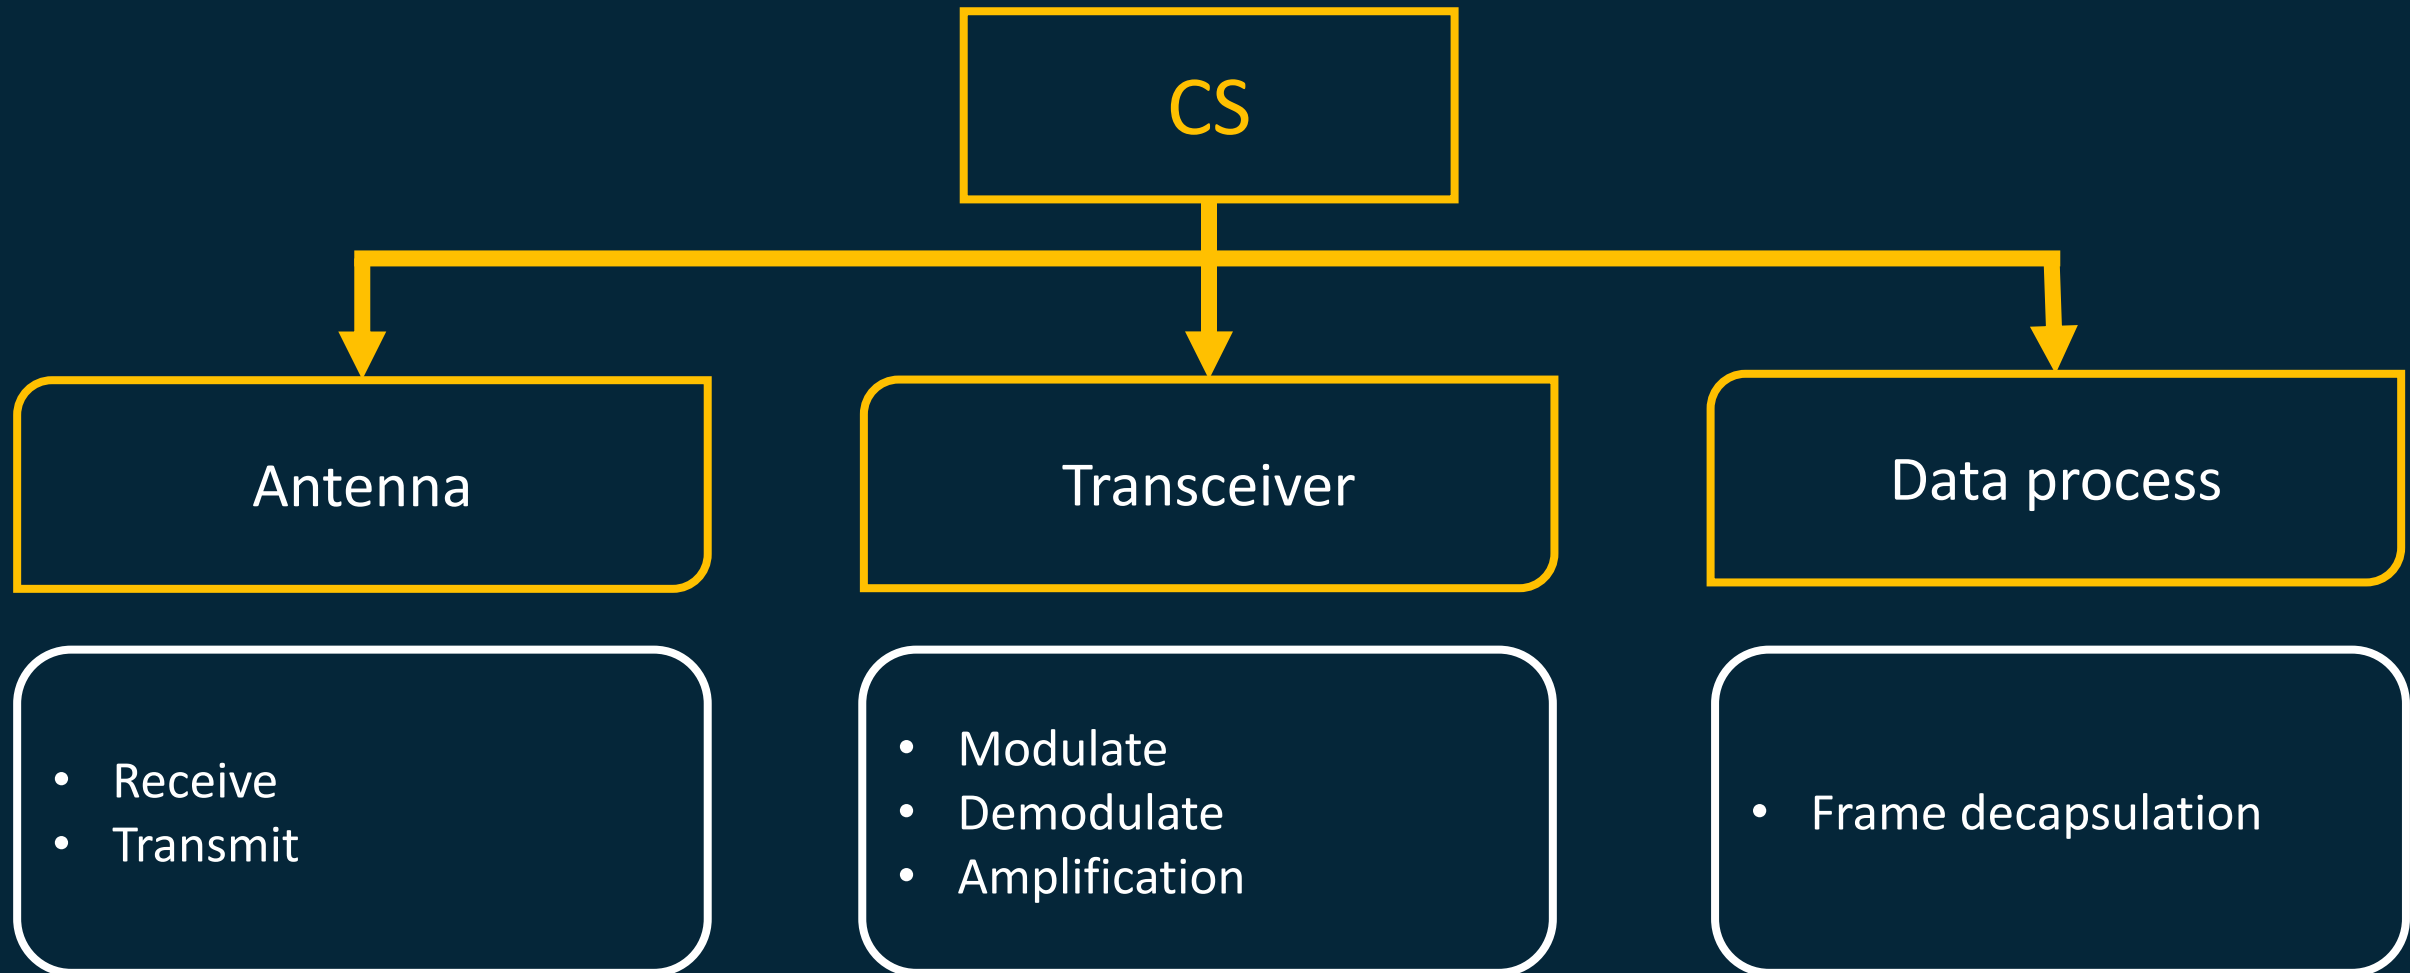 CS
Antenna
Transceiver
Data process
• Receive
• Transmit
• Modulate
• Demodulate
• Amplification
• Frame decapsulation